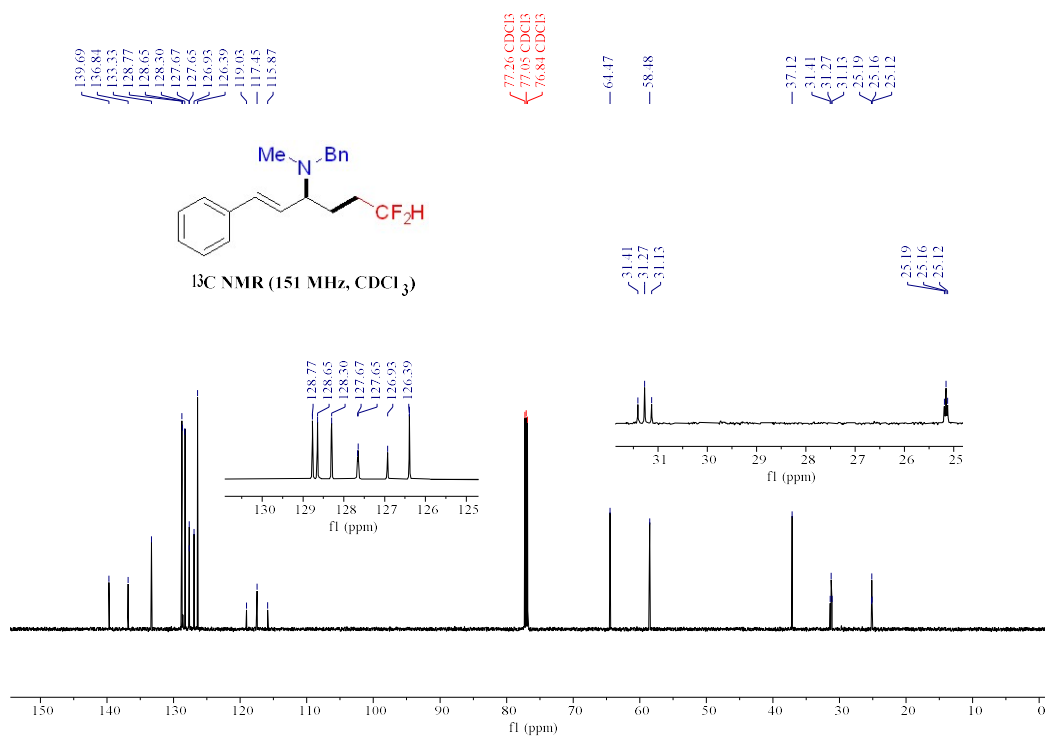 139.69
136.84
133.33
128.77
128.65
128.30
127.67
127.65
126.93
126.39
119.03
117.45
115.87
77.26 CDCl3
77.05 CDCl3
76.84 CDCl3
64.47
58.48
37.12
31.41
31.27
31.13
25.19
25.16
25.12
Me
N
Bn
CF2H
13C NMR (151 MHz, CDCl3)
31.41
31.27
31.13
25.19
25.16
25.12
128.77
128.65
128.30
127.67
127.65
126.93
126.39
130 129 128 127 126 125
f1 (ppm)
31 30 29 28 27 26 25
f1 (ppm)
150 140 130 120 110 100 90 80 70 60 50 40 30 20 10 0
f1 (ppm)